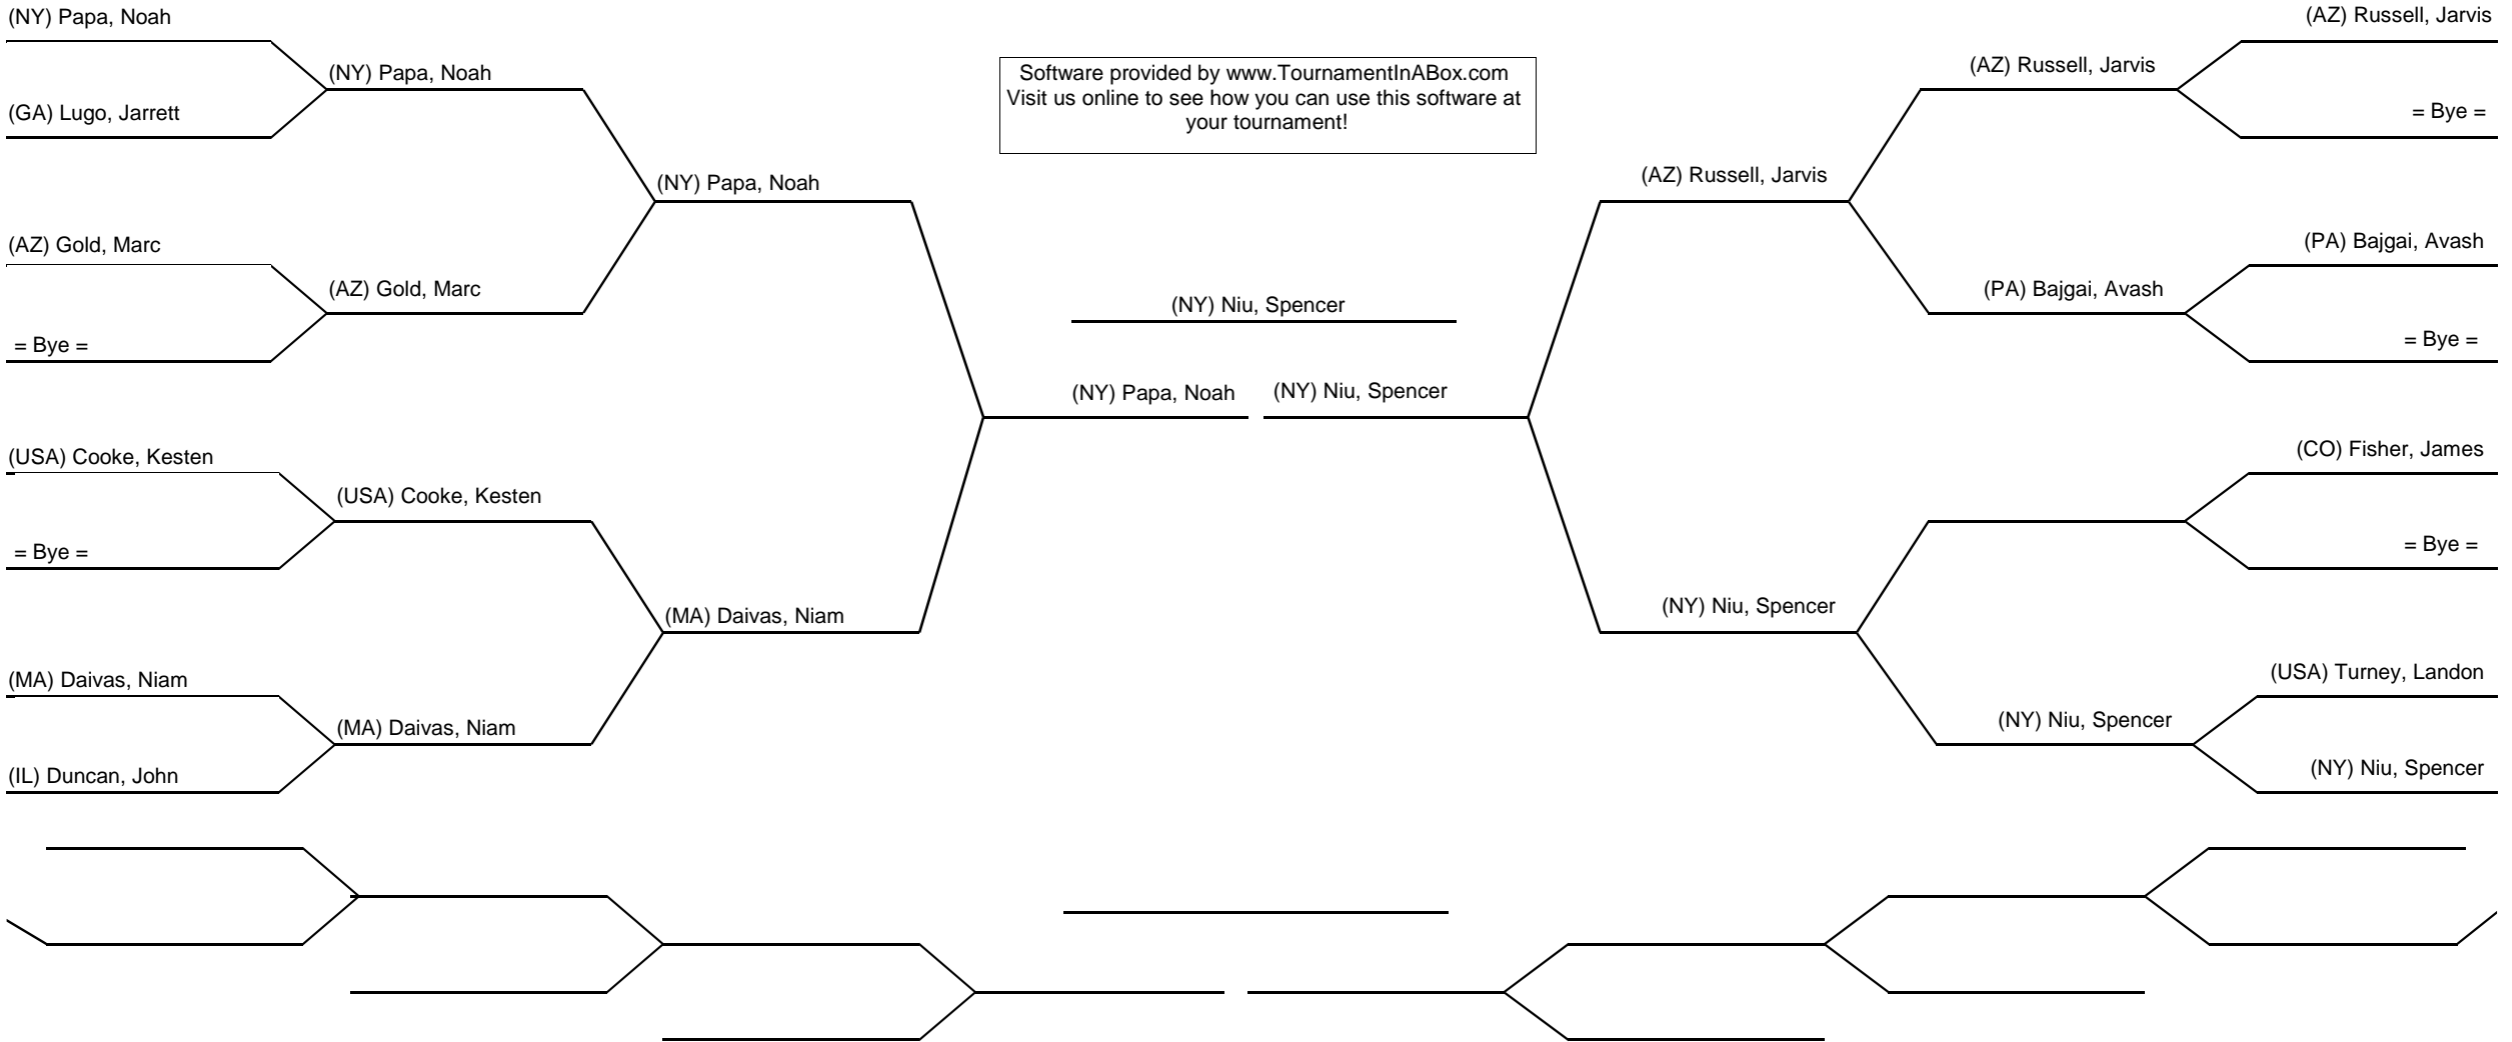 (NY) Papa, Noah
(GA) Lugo, Jarrett
(AZ) Gold, Marc
= Bye =
(USA) Cooke, Kesten
= Bye =
(MA) Daivas, Niam
(IL) Duncan, John
(NY) Papa, Noah
(AZ) Gold, Marc
(USA) Cooke, Kesten
(MA) Daivas, Niam
(NY) Papa, Noah
(MA) Daivas, Niam
Software provided by www.TournamentInABox.com
Visit us online to see how you can use this software at
your tournament!
(NY) Niu, Spencer
(NY) Papa, Noah
(NY) Niu, Spencer
(AZ) Russell, Jarvis
(NY) Niu, Spencer
(AZ) Russell, Jarvis
(PA) Bajgai, Avash
(NY) Niu, Spencer
(AZ) Russell, Jarvis
= Bye =
(PA) Bajgai, Avash
= Bye =
(CO) Fisher, James
= Bye =
(USA) Turney, Landon
(NY) Niu, Spencer